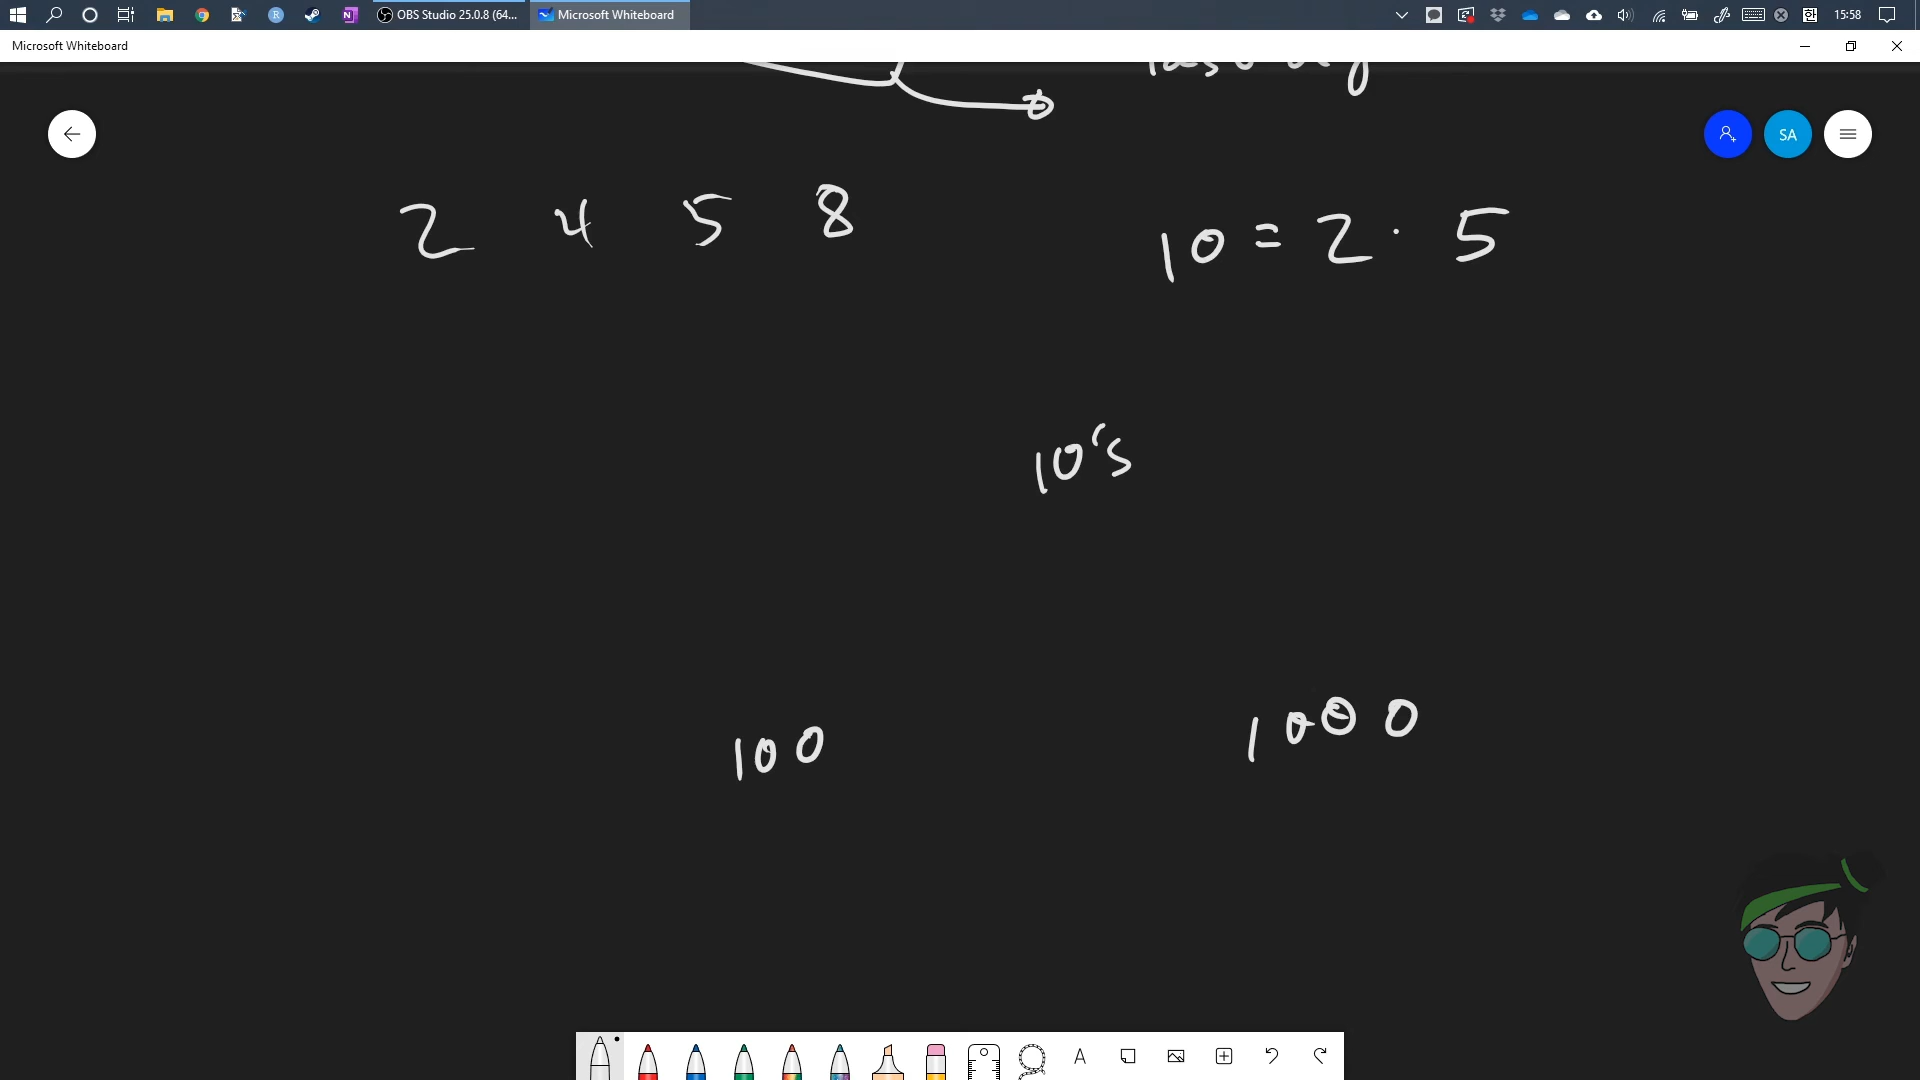 OBS Studio 25.0.8 (64... Microsoft Whiteboard 15:58
Microsoft Whiteboard
SA
2 4 5 8
10 = 2 · 5
10's
100
1000
A